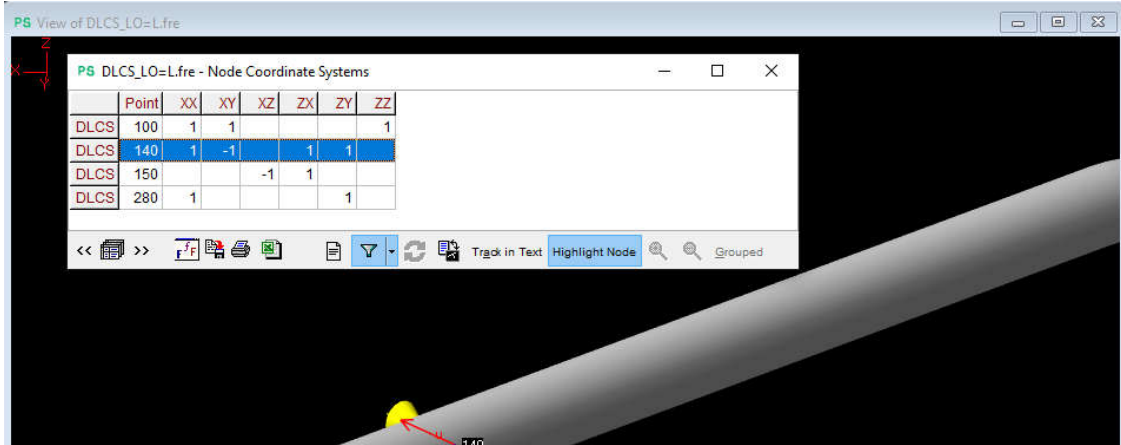 PS View of DLCS_LO=L.fre
Z
X
Y
PS DLCS_LO=L.fre - Node Coordinate Systems
Point XX XY XZ ZX ZY ZZ
DLCS 100 1 1 1
DLCS 140 1 -1 1 1
DLCS 150 -1 1
DLCS 280 1 1
<< >> F fF Track in Text Highlight Node Grouped
u
140